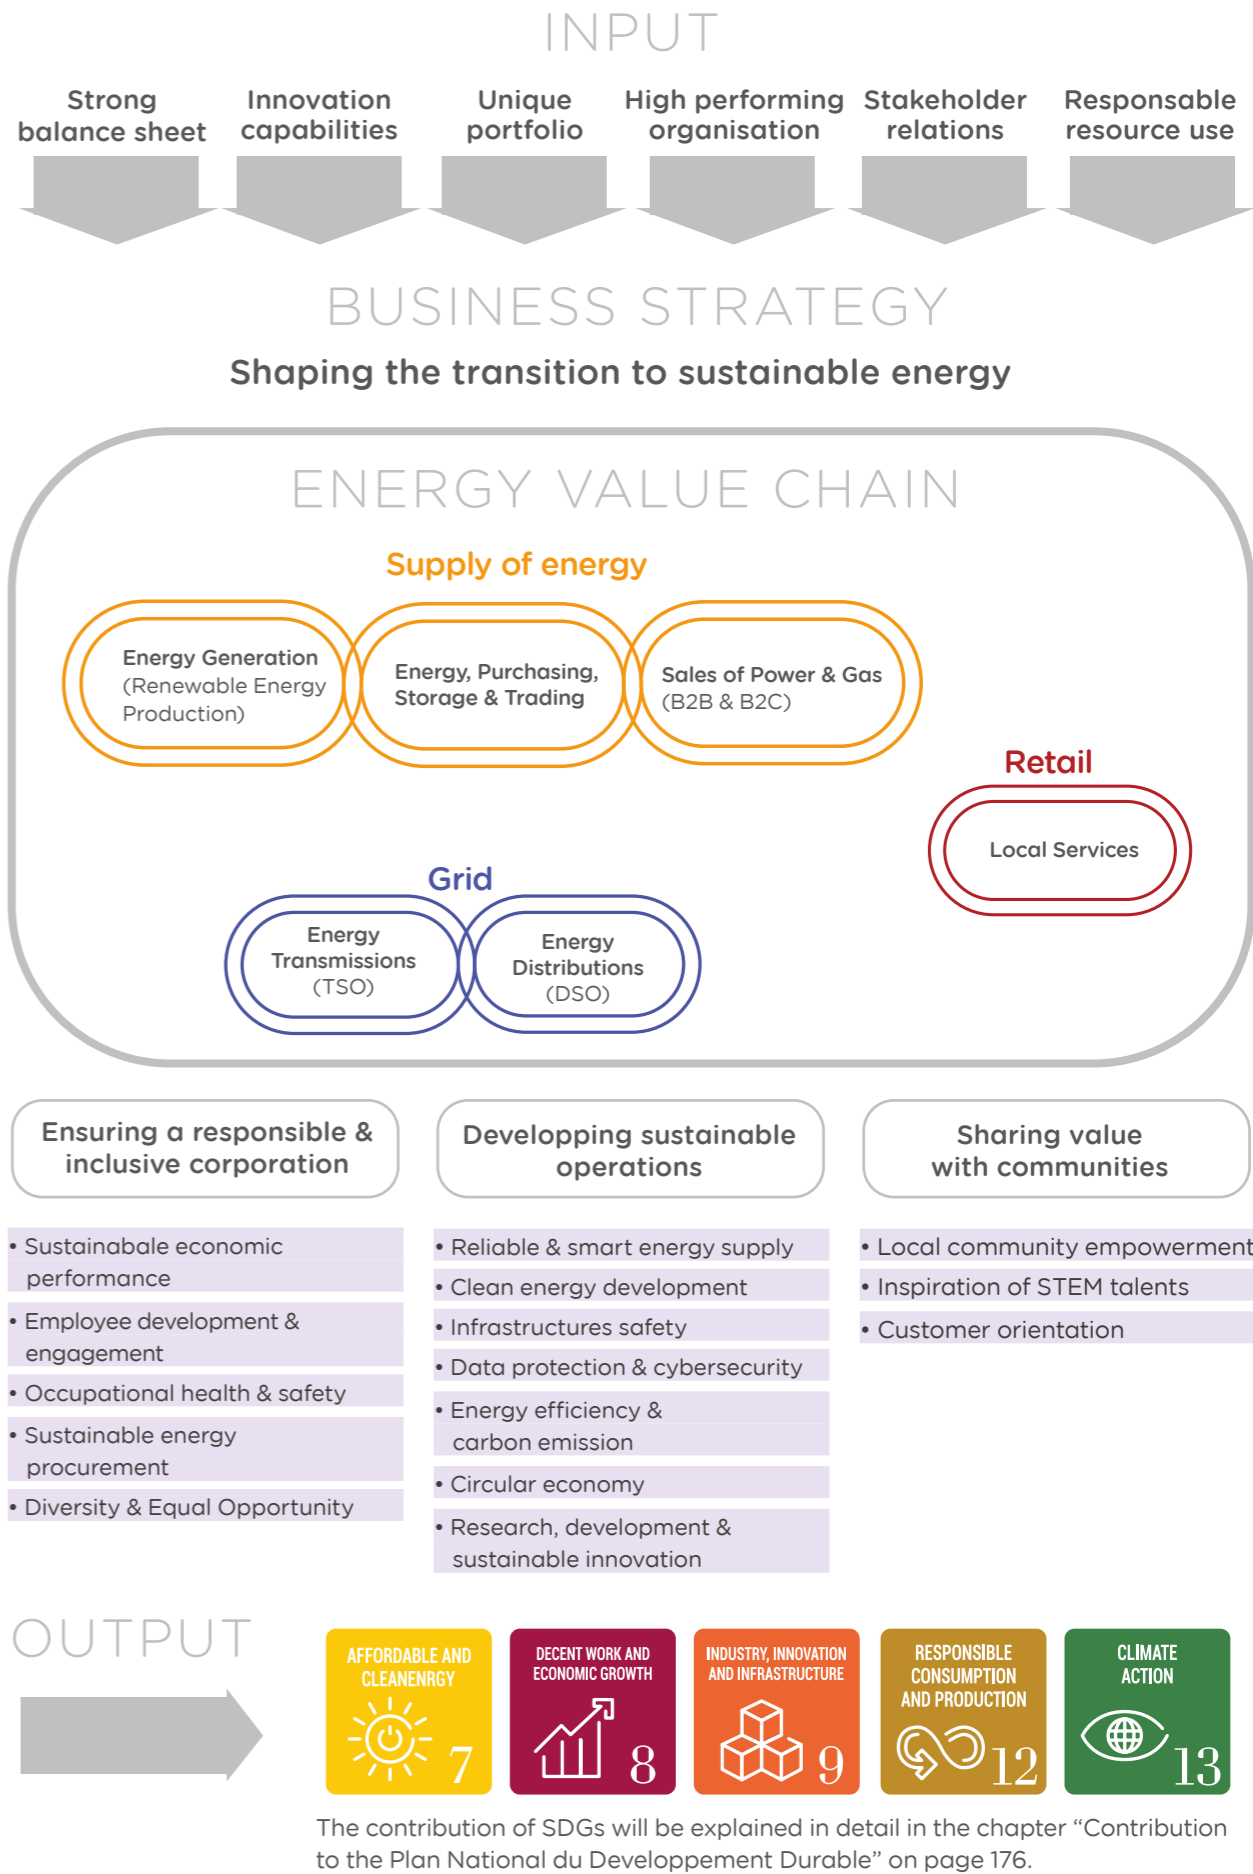 INPUT
Strong
balance sheet
Innovation
capabilities
Unique
portfolio
High performing
organisation
Stakeholder
relations
Responsable
resource use
BUSINESS STRATEGY
Shaping the transition to sustainable energy
ENERGY VALUE CHAIN
Supply of energy
Energy Generation
(Renewable Energy
Production)
Energy, Purchasing,
Storage & Trading
Sales of Power & Gas
(B2B & B2C)
Retail
Local Services
Grid
Energy
Transmissions
(TSO)
Energy
Distributions
(DSO)
Ensuring a responsible &
inclusive corporation
• Sustainabale economic
performance
• Employee development &
engagement
• Occupational health & safety
• Sustainable energy
procurement
• Diversity & Equal Opportunity
Developping sustainable
operations
• Reliable & smart energy supply
• Clean energy development
• Infrastructures safety
• Data protection & cybersecurity
• Energy efficiency &
carbon emission
• Circular economy
• Research, development &
sustainable innovation
Sharing value
with communities
• Local community empowerment
• Inspiration of STEM talents
• Customer orientation
OUTPUT
AFFORDABLE AND
CLEANENRGY
7
DECENT WORK AND
ECONOMIC GROWTH
8
INDUSTRY, INNOVATION
AND INFRASTRUCTURE
9
RESPONSIBLE
CONSUMPTION
AND PRODUCTION
12
CLIMATE
ACTION
13
The contribution of SDGs will be explained in detail in the chapter “Contribution
to the Plan National du Developpement Durable” on page 176.